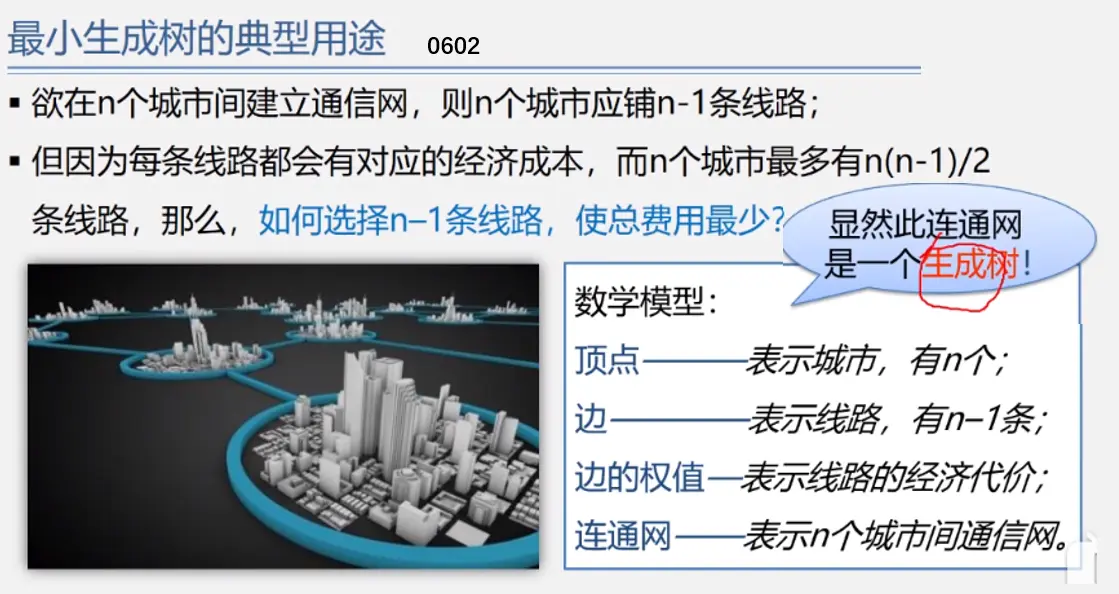 最小生成树的典型用途 0602
▪ 欲在n个城市间建立通信网，则n个城市应铺n-1条线路；
▪ 但因为每条线路都会有对应的经济成本，而n个城市最多有n(n-1)/2
条线路，那么，如何选择n–1条线路，使总费用最少?
显然此连通网
是一个生成树！
数学模型：
顶点———表示城市，有n个；
边————表示线路，有n–1条；
边的权值—表示线路的经济代价；
连通网——表示n个城市间通信网。